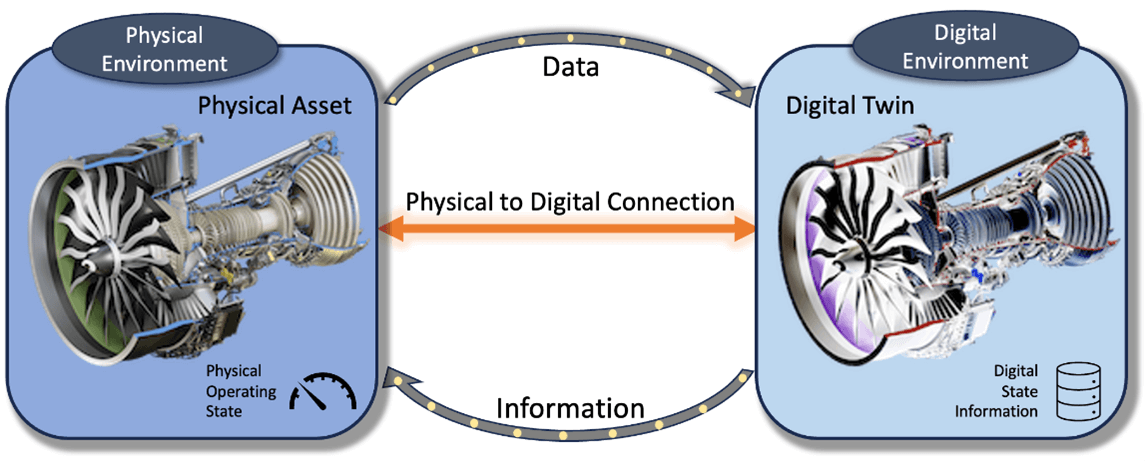 Physical
Environment
Physical Asset
Physical
Operating
State
Data
Physical to Digital Connection
Information
Digital
Environment
Digital Twin
Digital
State
Information